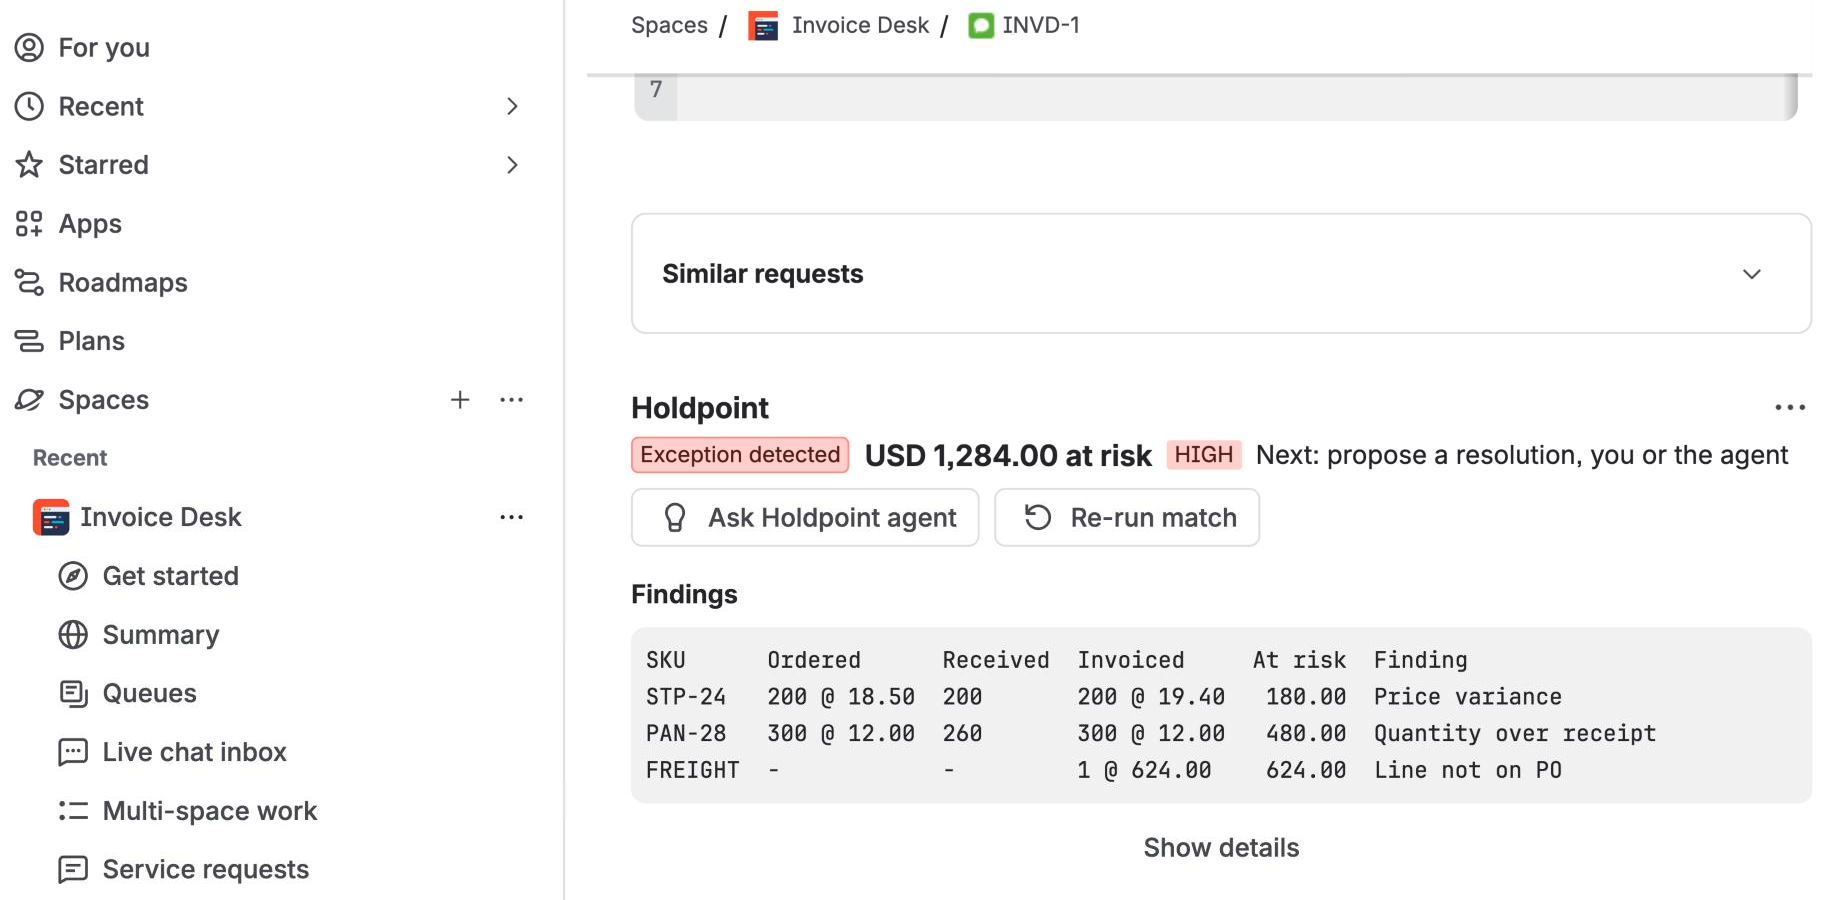 For you
Recent
Starred
Apps
Roadmaps
Plans
Spaces
Recent
Invoice Desk
Get started
Summary
Queues
Live chat inbox
Multi-space work
Service requests
Spaces / Invoice Desk / INVD-1
7
Similar requests
Holdpoint
Exception detected USD 1,284.00 at risk HIGH Next: propose a resolution, you or the agent
Ask Holdpoint agent Re-run match
Findings
SKU Ordered Received Invoiced At risk Finding
STP-24 200 @ 18.50 200 200 @ 19.40 180.00 Price variance
PAN-28 300 @ 12.00 260 300 @ 12.00 480.00 Quantity over receipt
FREIGHT - - 1 @ 624.00 624.00 Line not on PO
Show details